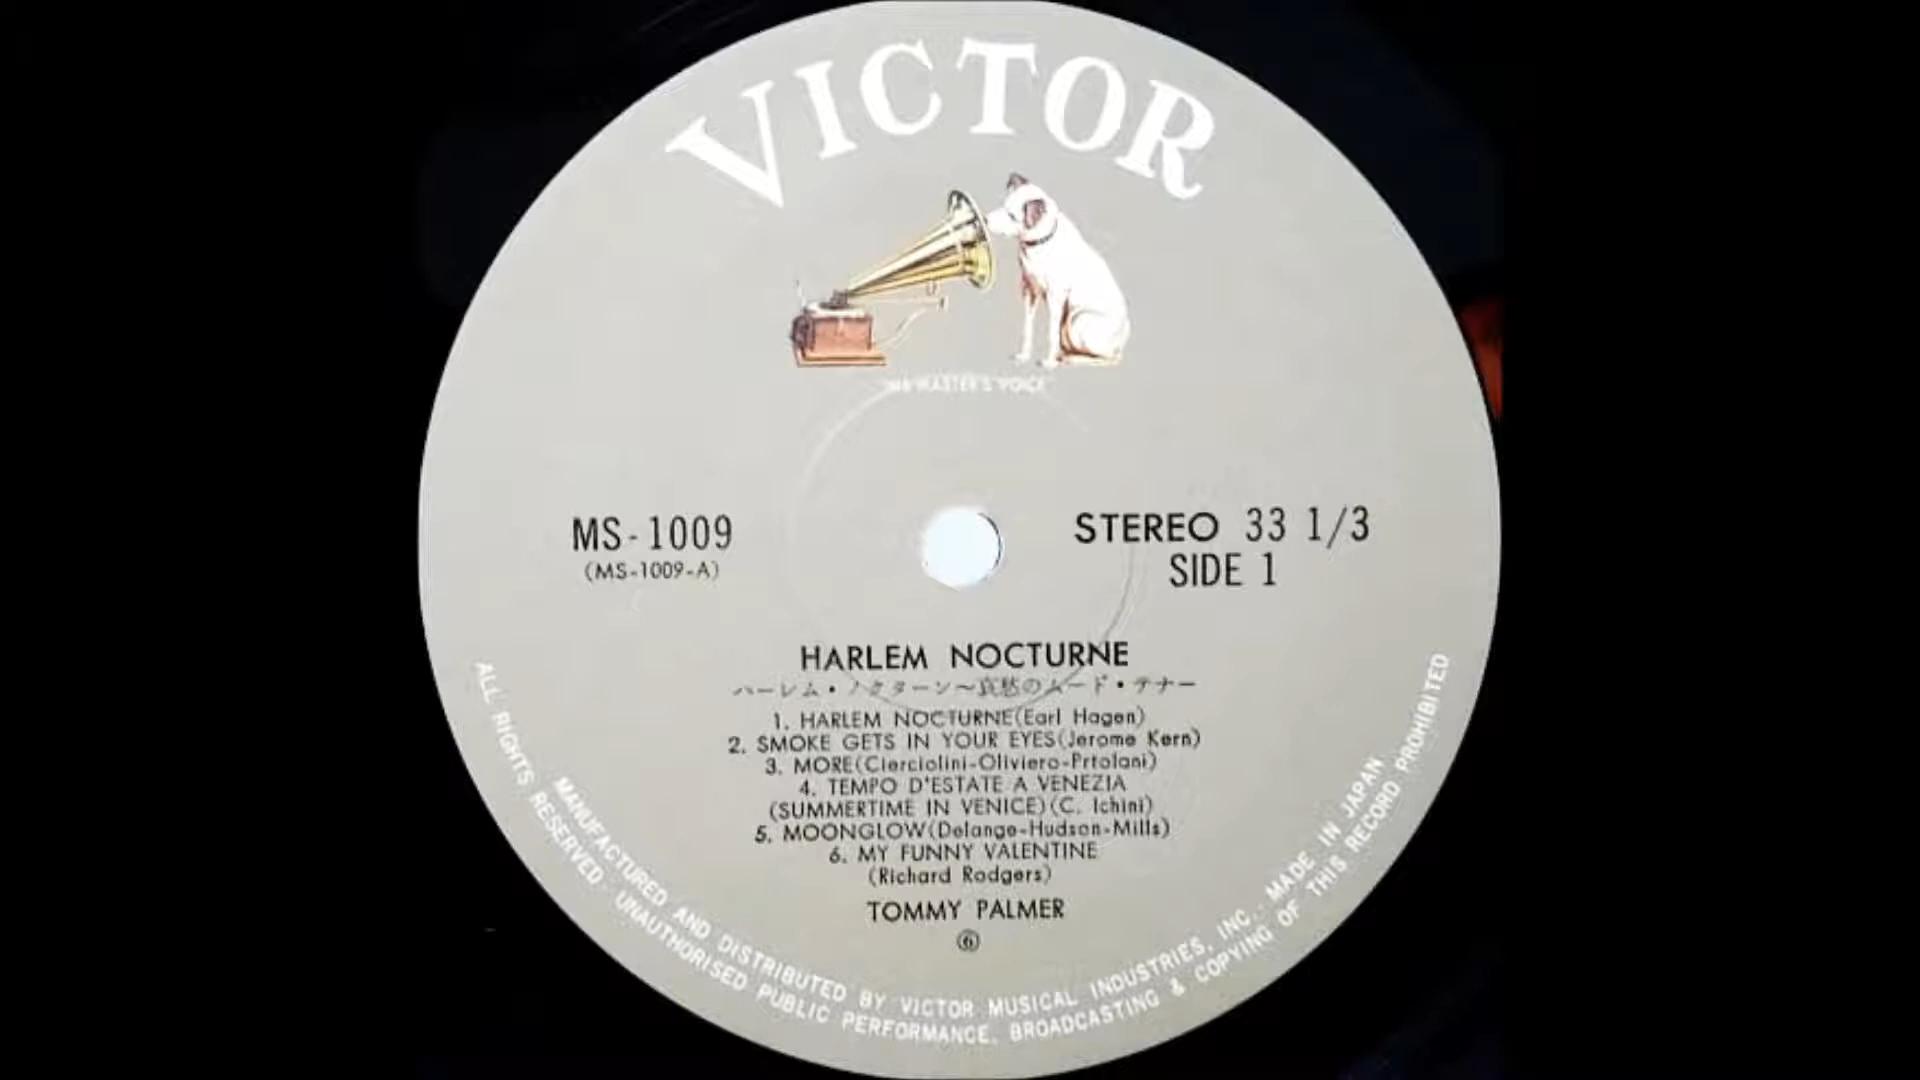 VICTOR
"HIS MASTER'S VOICE"
MS-1009
(MS-1009-A)
STEREO 33 1/3
SIDE 1
HARLEM NOCTURNE
ハーレム・ノクターン～哀愁のムード・テナー
1. HARLEM NOCTURNE(Earl Hagen)
2. SMOKE GETS IN YOUR EYES(Jerome Kern)
3. MORE(Cierciolini-Oliviero-Prtolani)
4. TEMPO D'ESTATE A VENEZIA
(SUMMERTIME IN VENICE)(C. Ichini)
5. MOONGLOW(Delange-Hudson-Mills)
6. MY FUNNY VALENTINE
(Richard Rodgers)
TOMMY PALMER
⑥
MANUFACTURED AND DISTRIBUTED BY VICTOR MUSICAL INDUSTRIES, INC. · MADE IN JAPAN
ALL RIGHTS RESERVED · UNAUTHORISED PUBLIC PERFORMANCE, BROADCASTING & COPYING OF THIS RECORD PROHIBITED